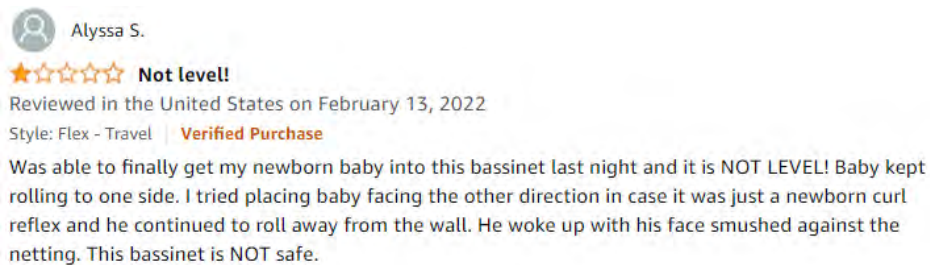 Alyssa S.
Not level!
Reviewed in the United States on February 13, 2022
Style: Flex - Travel | Verified Purchase
Was able to finally get my newborn baby into this bassinet last night and it is NOT LEVEL! Baby kept
rolling to one side. I tried placing baby facing the other direction in case it was just a newborn curl
reflex and he continued to roll away from the wall. He woke up with his face smushed against the
netting. This bassinet is NOT safe.